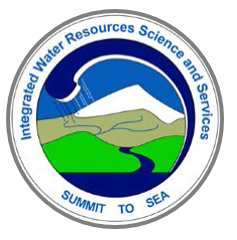 Integrated Water Resources Science and Services
SUMMIT TO SEA